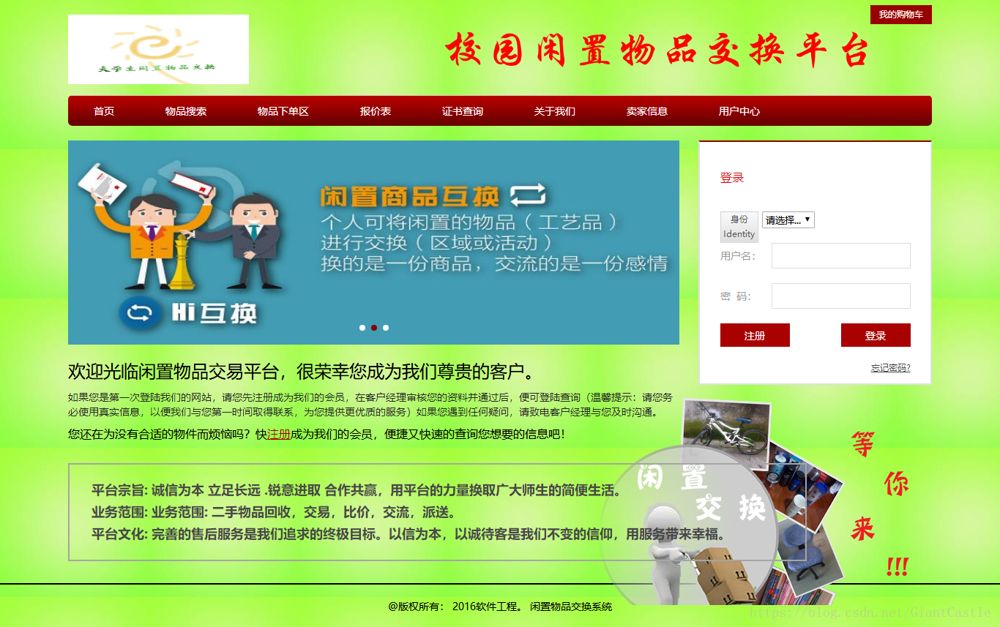 我的购物车
大学生闲置物品交换
校园闲置物品交换平台
首页 物品搜索 物品下单区 报价表 证书查询 关于我们 卖家信息 用户中心
闲置商品互换
个人可将闲置的物品（工艺品）
进行交换（区域或活动）
换的是一份商品，交流的是一份感情
Hi互换
登录
身份
Identity
请选择...
用户名：
密 码：
注册 登录
忘记密码?
欢迎光临闲置物品交易平台，很荣幸您成为我们尊贵的客户。
如果您是第一次登陆我们的网站，请您先注册成为我们的会员，在客户经理审核您的资料并通过后，便可登陆查询（温馨提示：请您务
必使用真实信息，以便我们与您第一时间取得联系，为您提供更优质的服务）如果您遇到任何疑问，请致电客户经理与您及时沟通。
您还在为没有合适的物件而烦恼吗？快注册成为我们的会员，便捷又快速的查询您想要的信息吧！
平台宗旨: 诚信为本 立足长远 .锐意进取 合作共赢，用平台的力量换取广大师生的简便生活。
业务范围: 业务范围: 二手物品回收，交易，比价，交流，派送。
平台文化: 完善的售后服务是我们追求的终极目标。以信为本，以诚待客是我们不变的信仰，用服务带来幸福。
闲置
交换
等
你
来
!!!
@版权所有： 2016软件工程。 闲置物品交换系统
https://blog.csdn.net/GiantCastle